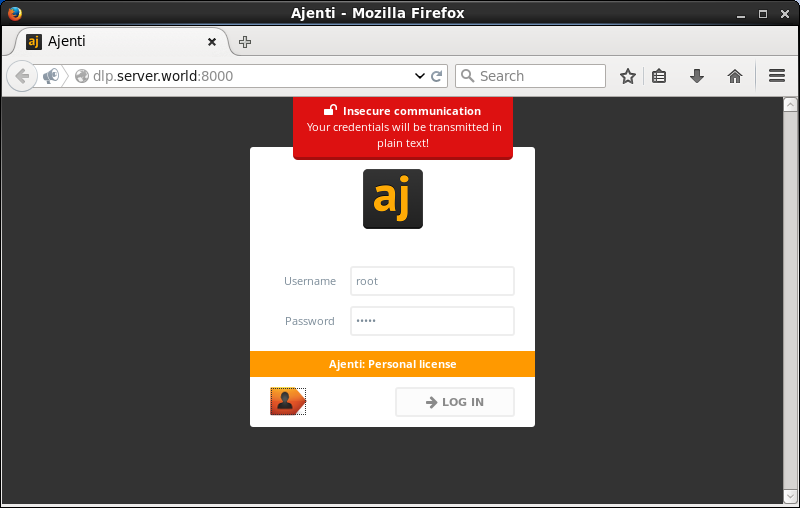 Ajenti - Mozilla Firefox
aj Ajenti
dlp.server.world:8000
Search
Insecure communication
Your credentials will be transmitted in
plain text!
aj
Username root
Password •••••
Ajenti: Personal license
LOG IN